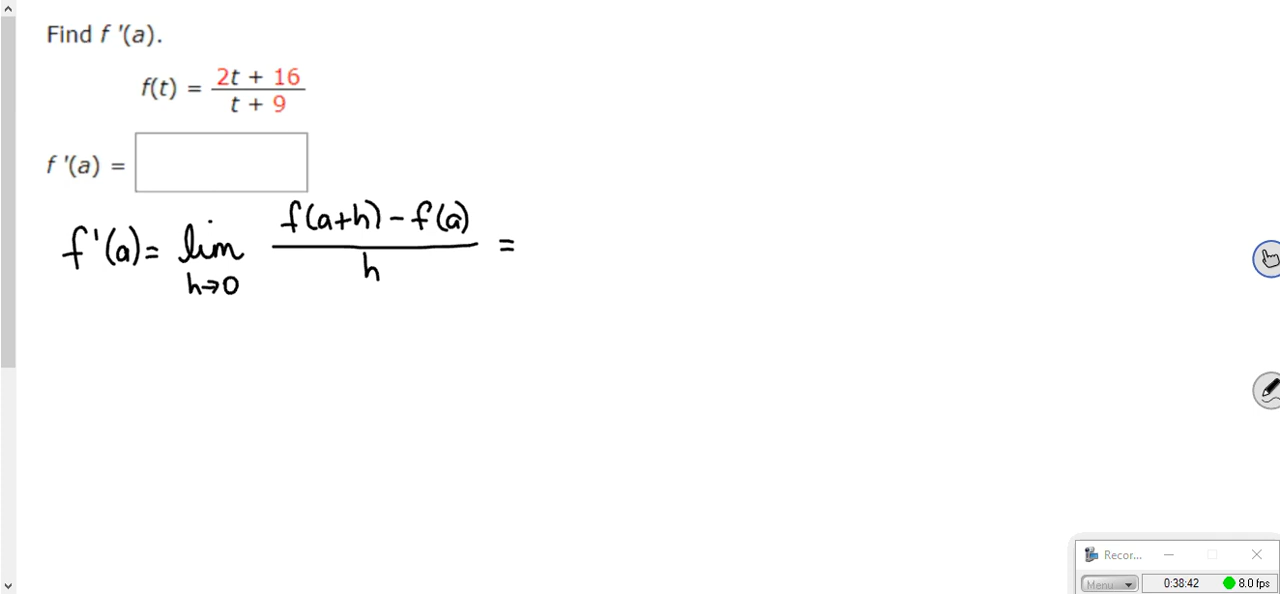 Find f '(a).
f(t) = 2t + 16 / t + 9
f '(a) =
f'(a) = lim h→0 f(a+h) - f(a) / h =
Recor...
Menu 0:38:42 8.0 fps